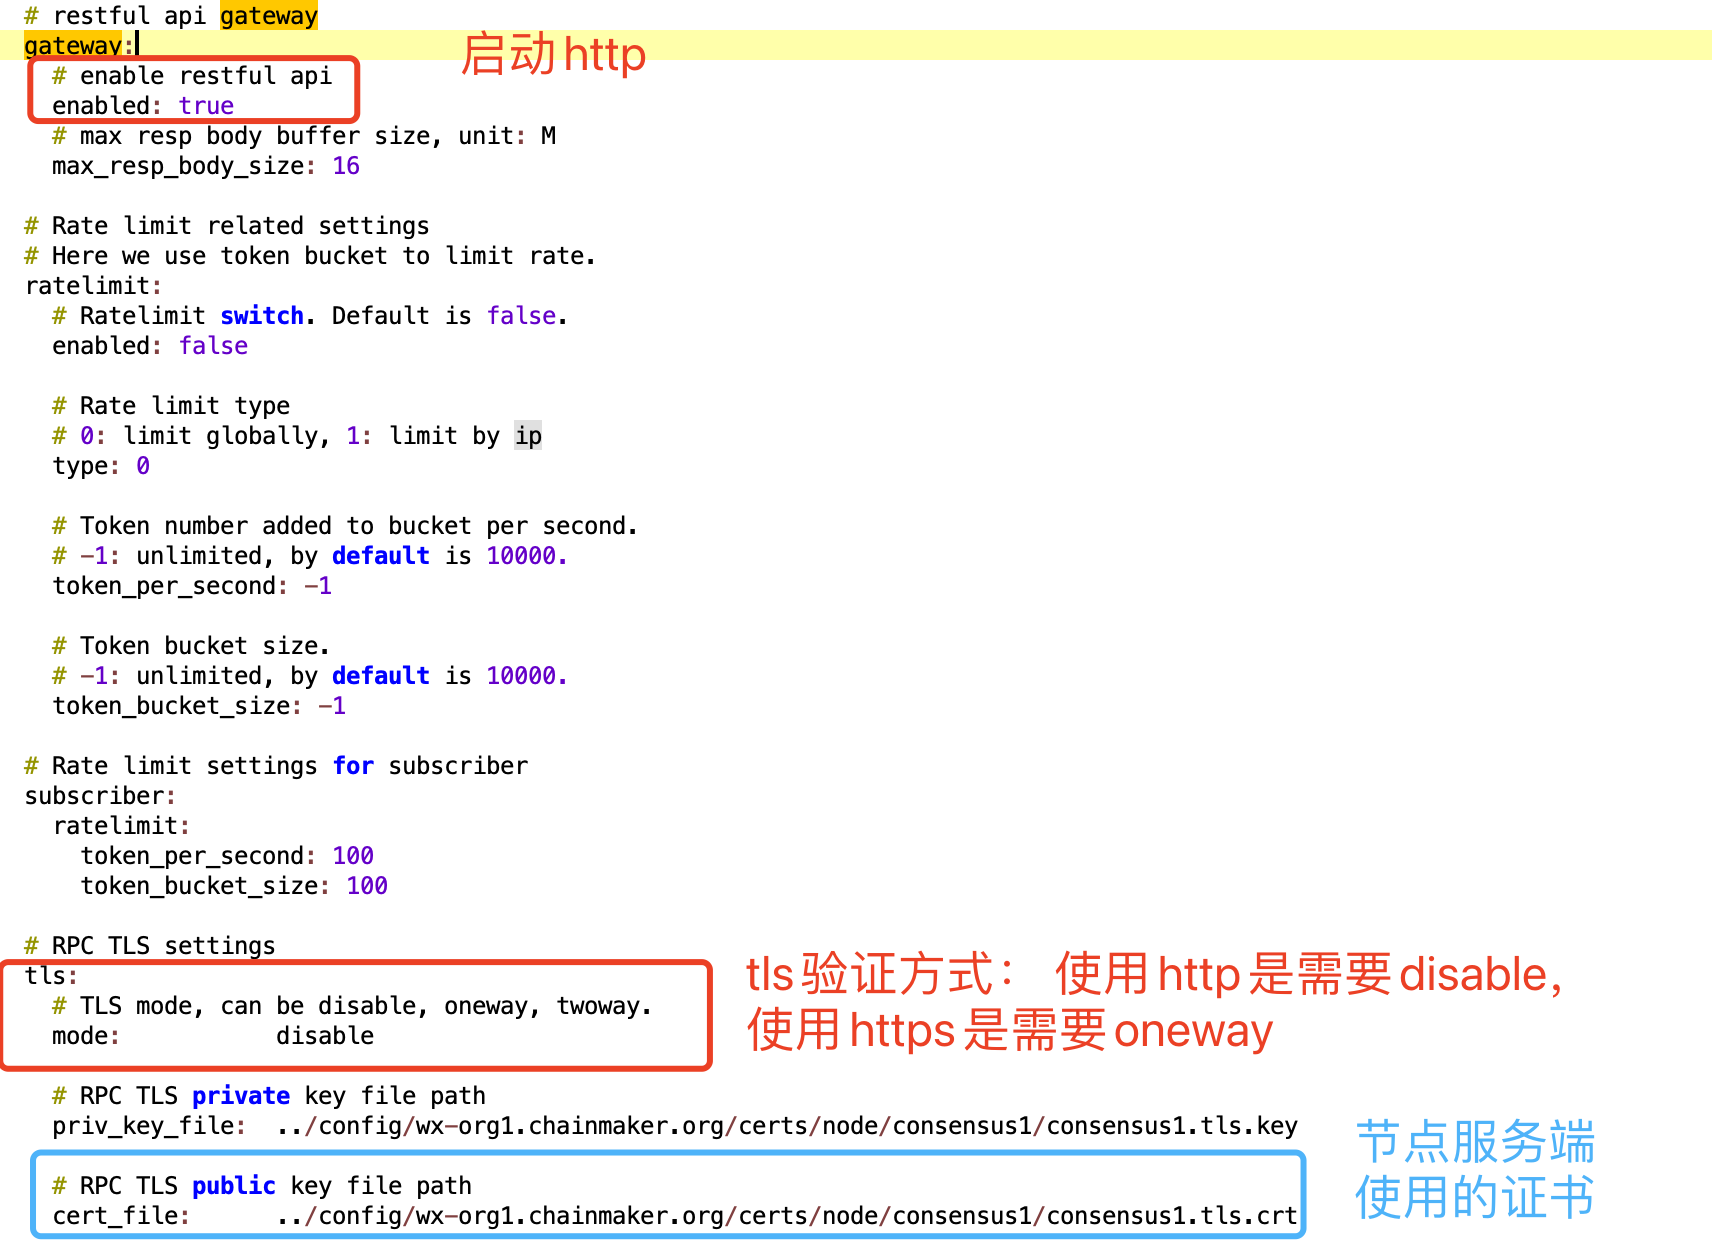 # restful api gateway
gateway:
启动http
# enable restful api
enabled: true
# max resp body buffer size, unit: M
max_resp_body_size: 16
# Rate limit related settings
# Here we use token bucket to limit rate.
ratelimit:
# Ratelimit switch. Default is false.
enabled: false
# Rate limit type
# 0: limit globally, 1: limit by ip
type: 0
# Token number added to bucket per second.
# -1: unlimited, by default is 10000.
token_per_second: -1
# Token bucket size.
# -1: unlimited, by default is 10000.
token_bucket_size: -1
# Rate limit settings for subscriber
subscriber:
ratelimit:
token_per_second: 100
token_bucket_size: 100
# RPC TLS settings
tls:
# TLS mode, can be disable, oneway, twoway.
mode:           disable
tls验证方式： 使用http是需要disable，
使用https是需要oneway
# RPC TLS private key file path
priv_key_file:  ../config/wx-org1.chainmaker.org/certs/node/consensus1/consensus1.tls.key
# RPC TLS public key file path
cert_file:      ../config/wx-org1.chainmaker.org/certs/node/consensus1/consensus1.tls.crt
节点服务端
使用的证书